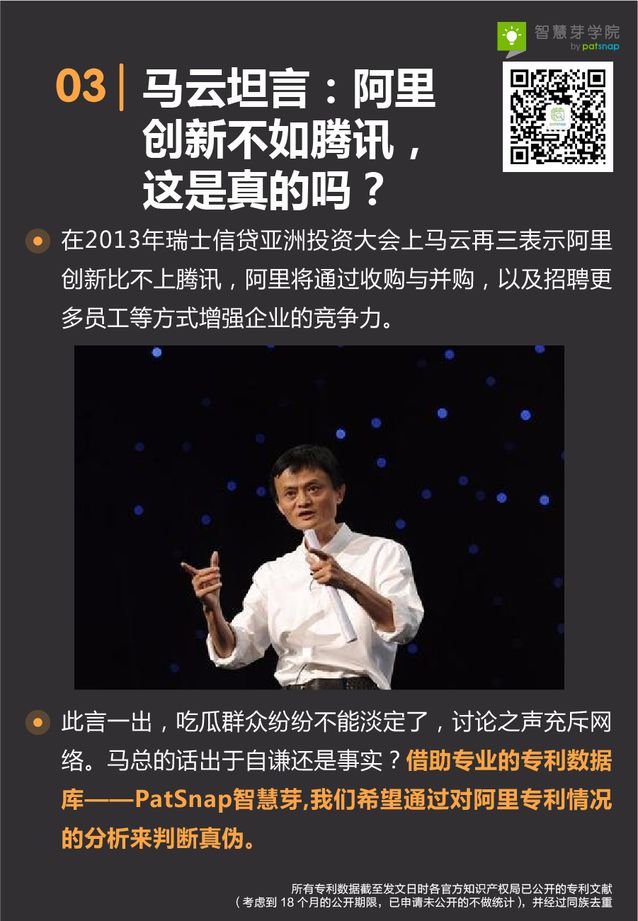 智慧芽学院
by patsnap
03
马云坦言：阿里
创新不如腾讯，
这是真的吗？
在2013年瑞士信贷亚洲投资大会上马云再三表示阿里
创新比不上腾讯，阿里将通过收购与并购，以及招聘更
多员工等方式增强企业的竞争力。
此言一出，吃瓜群众纷纷不能淡定了，讨论之声充斥网
络。马总的话出于自谦还是事实？借助专业的专利数据
库——PatSnap智慧芽,我们希望通过对阿里专利情况
的分析来判断真伪。
所有专利数据截至发文日时各官方知识产权局已公开的专利文献
（考虑到 18 个月的公开期限，已申请未公开的不做统计），并经过同族去重